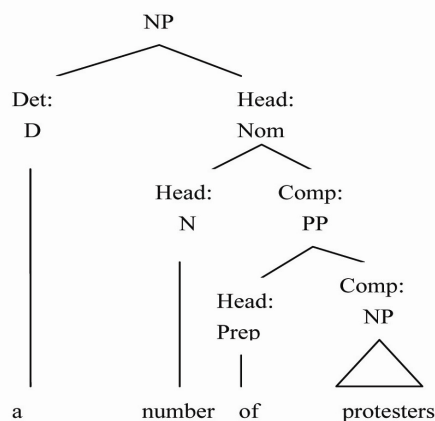 NP
Det: Head:
D Nom
Head: Comp:
N PP
Head: Comp:
Prep NP
a number of protesters